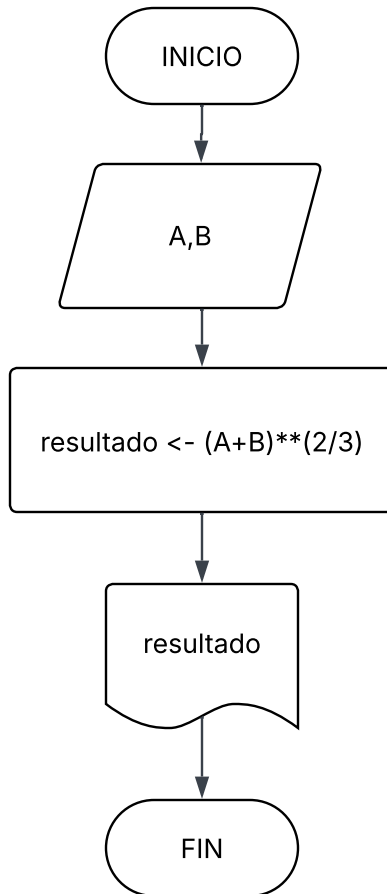 INICIO
A,B
resultado <- (A+B)**(2/3)
resultado
FIN